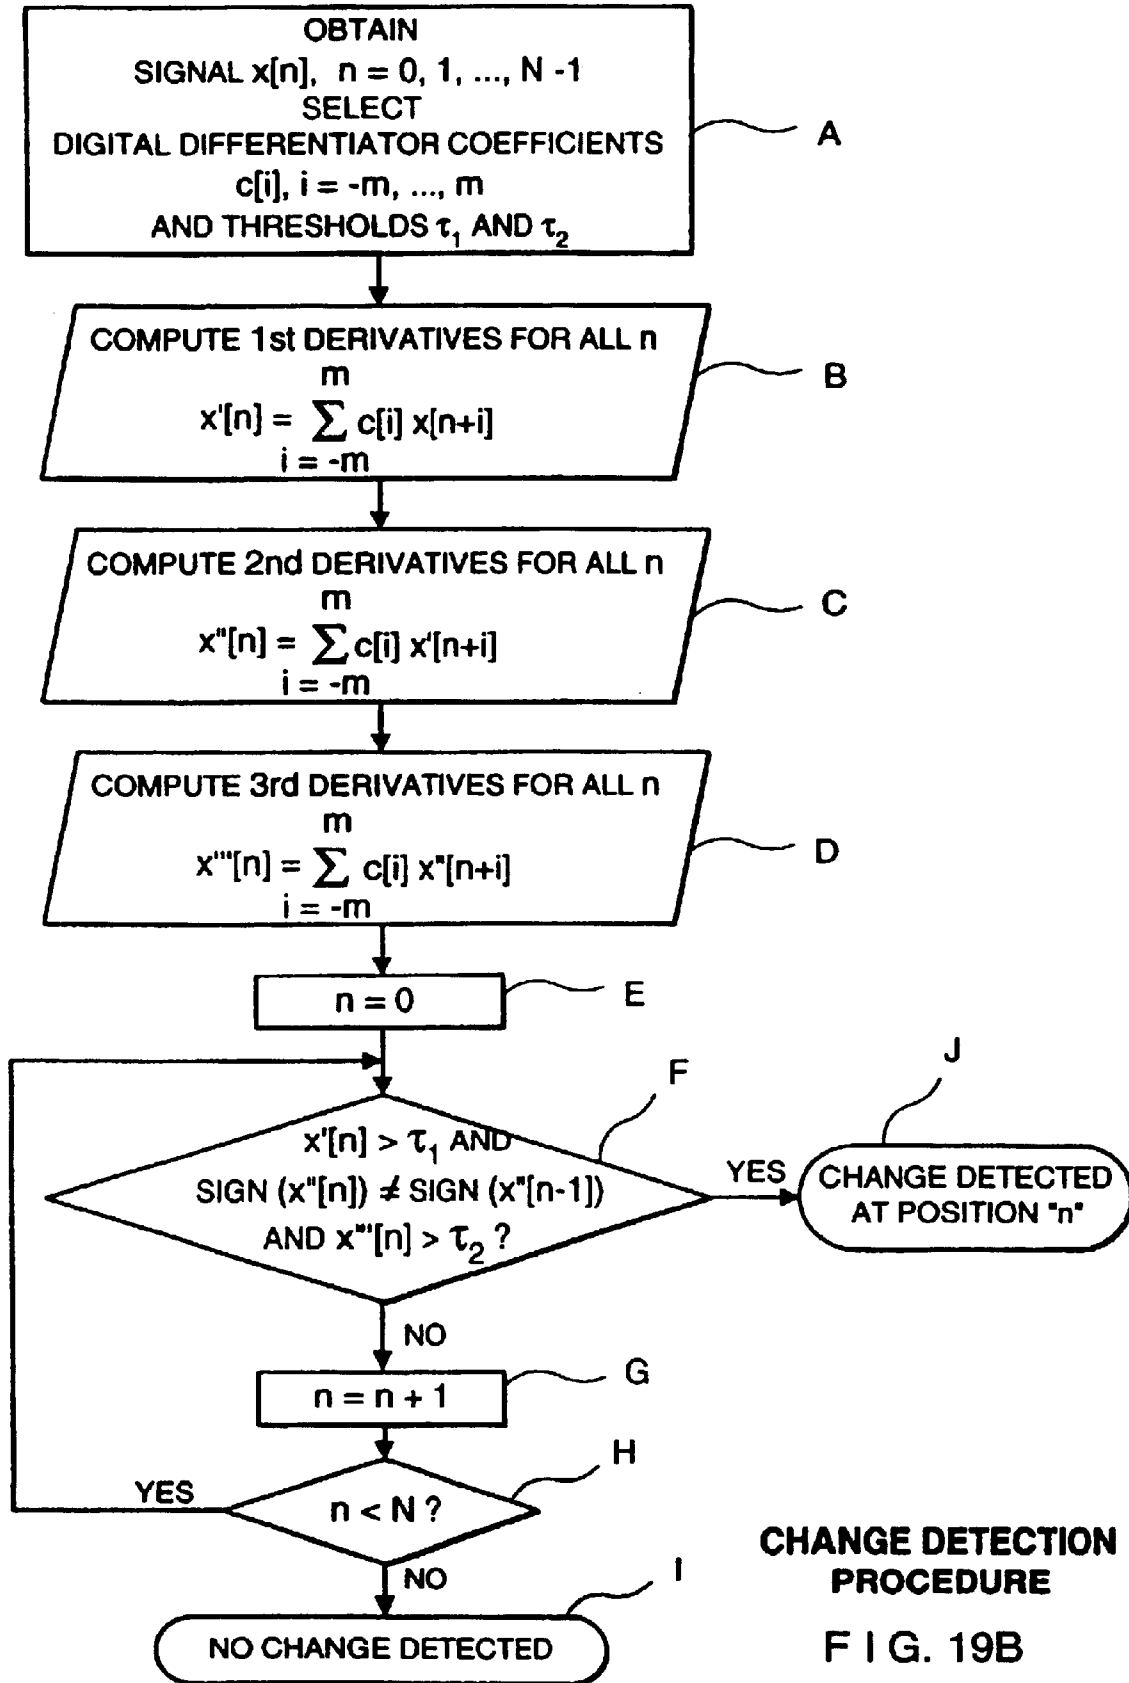 OBTAIN
SIGNAL x[n], n = 0, 1, ..., N -1
SELECT
DIGITAL DIFFERENTIATOR COEFFICIENTS
c[i], i = -m, ..., m
AND THRESHOLDS τ₁ AND τ₂
A
COMPUTE 1st DERIVATIVES FOR ALL n
m
x'[n] = ∑ c[i] x[n+i]
i = -m
B
COMPUTE 2nd DERIVATIVES FOR ALL n
m
x"[n] = ∑ c[i] x'[n+i]
i = -m
C
COMPUTE 3rd DERIVATIVES FOR ALL n
m
x'''[n] = ∑ c[i] x"[n+i]
i = -m
D
n = 0
E
F
x'[n] > τ₁ AND
SIGN (x"[n]) ≠ SIGN (x"[n-1])
AND x'''[n] > τ₂ ?
YES
J
CHANGE DETECTED
AT POSITION "n"
NO
n = n + 1
G
H
YES
n < N ?
NO
I
NO CHANGE DETECTED
CHANGE DETECTION
PROCEDURE
F I G. 19B